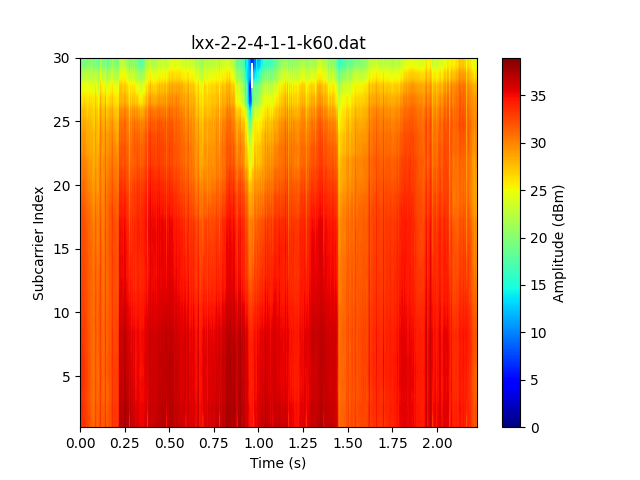 lxx-2-2-4-1-1-k60.dat
30
25
20
15
10
5
Subcarrier Index
0.00 0.25 0.50 0.75 1.00 1.25 1.50 1.75 2.00
Time (s)
35
30
25
20
15
10
5
0
Amplitude (dBm)